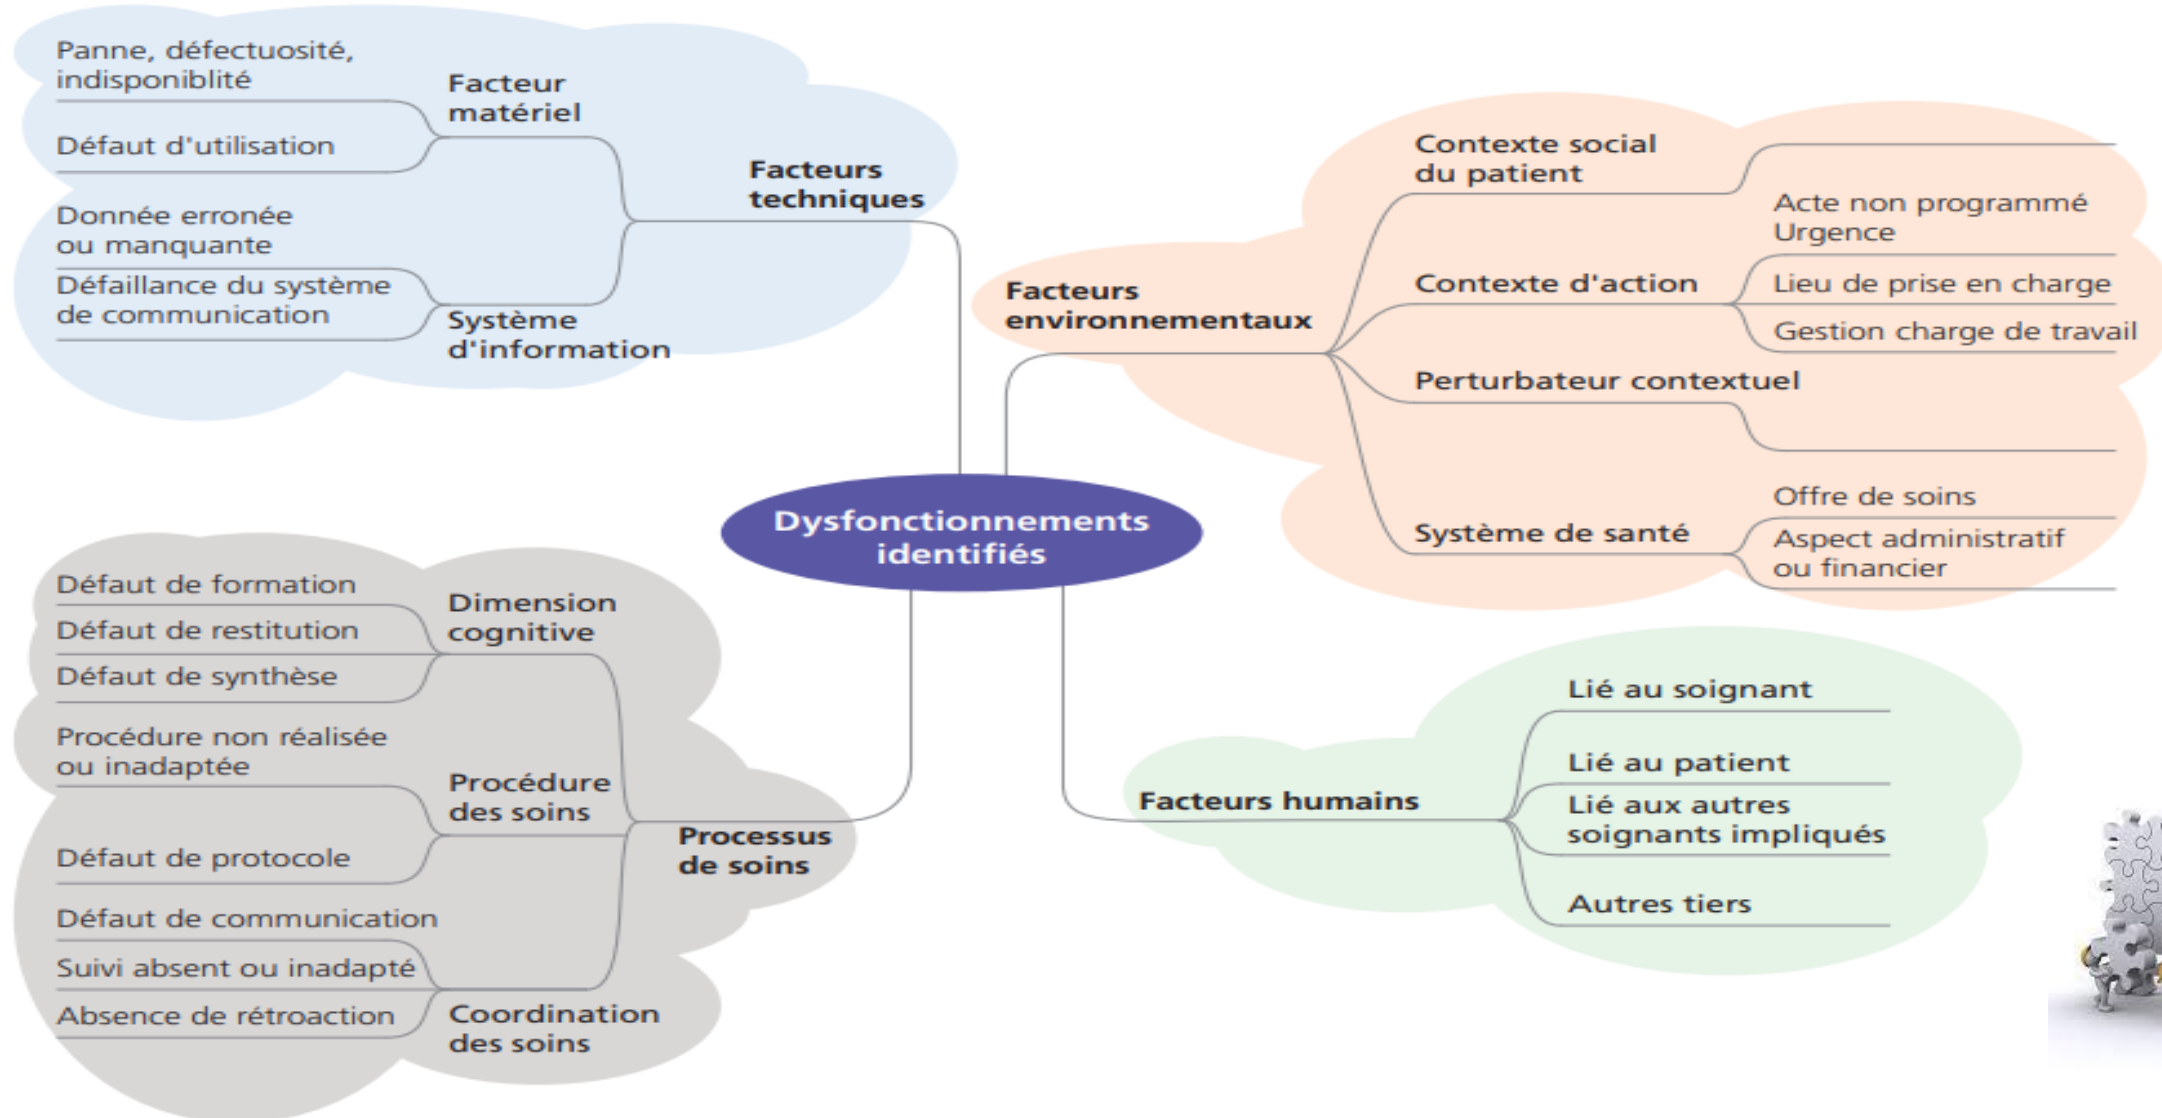 Panne, défectuosité,
indisponiblité
Défaut d'utilisation
Facteur
matériel
Donnée erronée
ou manquante
Défaillance du système
de communication
Système
d'information
Facteurs
techniques
Contexte social
du patient
Acte non programmé
Urgence
Contexte d'action
Lieu de prise en charge
Gestion charge de travail
Facteurs
environnementaux
Perturbateur contextuel
Offre de soins
Système de santé
Aspect administratif
ou financier
Dysfonctionnements
identifiés
Défaut de formation
Défaut de restitution
Défaut de synthèse
Dimension
cognitive
Procédure non réalisée
ou inadaptée
Défaut de protocole
Procédure
des soins
Processus
de soins
Défaut de communication
Suivi absent ou inadapté
Absence de rétroaction
Coordination
des soins
Facteurs humains
Lié au soignant
Lié au patient
Lié aux autres
soignants impliqués
Autres tiers